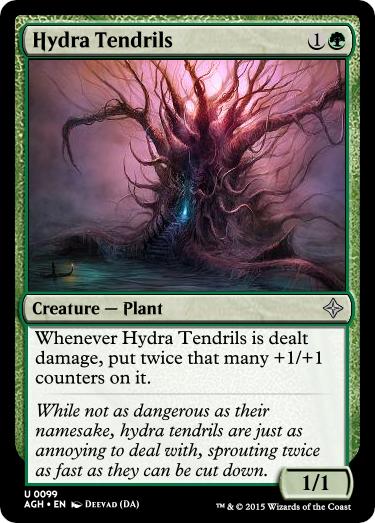 Hydra Tendrils 1
Creature — Plant
Whenever Hydra Tendrils is dealt
damage, put twice that many +1/+1
counters on it.
While not as dangerous as their
namesake, hydra tendrils are just as
annoying to deal with, sprouting twice
as fast as they can be cut down.
1/1
U 0099
AGH • EN Deevad (DA)
™ & © 2015 Wizards of the Coast